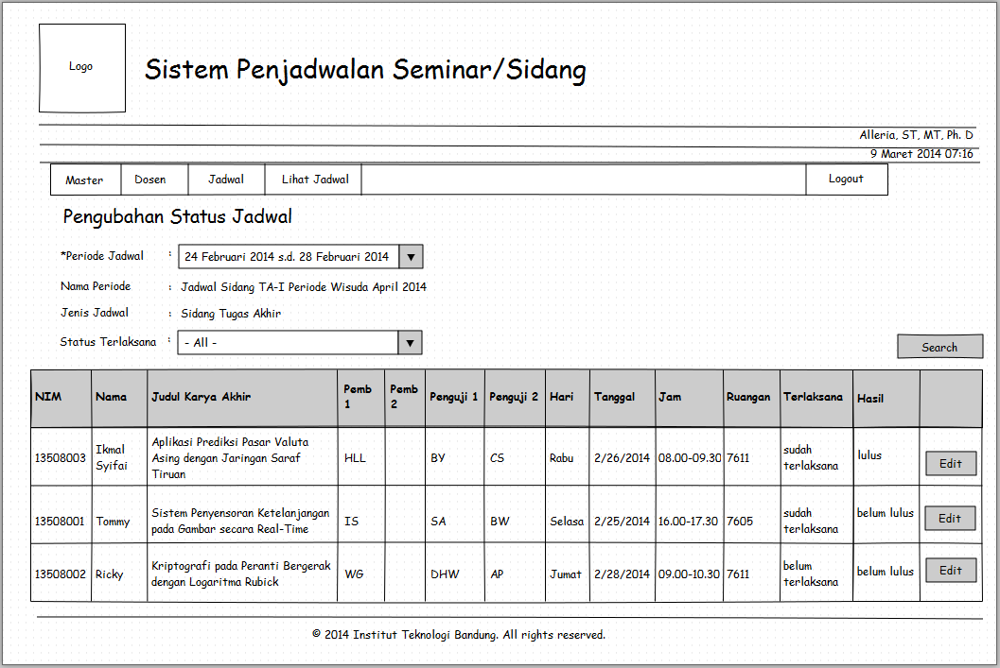 Logo
Sistem Penjadwalan Seminar/Sidang
Alleria, ST, MT, Ph. D
9 Maret 2014 07:16
Master Dosen Jadwal Lihat Jadwal Logout
Pengubahan Status Jadwal
*Periode Jadwal : 24 Februari 2014 s.d. 28 Februari 2014
Nama Periode : Jadwal Sidang TA-I Periode Wisuda April 2014
Jenis Jadwal : Sidang Tugas Akhir
Status Terlaksana : - All -
Search
NIM Nama Judul Karya Akhir Pemb 1 Pemb 2 Penguji 1 Penguji 2 Hari Tanggal Jam Ruangan Terlaksana Hasil
13508003 Ikmal Syifai Aplikasi Prediksi Pasar Valuta Asing dengan Jaringan Saraf Tiruan HLL BY CS Rabu 2/26/2014 08.00-09.30 7611 sudah terlaksana lulus Edit
13508001 Tommy Sistem Penyensoran Ketelanjangan pada Gambar secara Real-Time IS SA BW Selasa 2/25/2014 16.00-17.30 7605 sudah terlaksana belum lulus Edit
13508002 Ricky Kriptografi pada Peranti Bergerak dengan Logaritma Rubick WG DHW AP Jumat 2/28/2014 09.00-10.30 7611 belum terlaksana belum lulus Edit
© 2014 Institut Teknologi Bandung. All rights reserved.